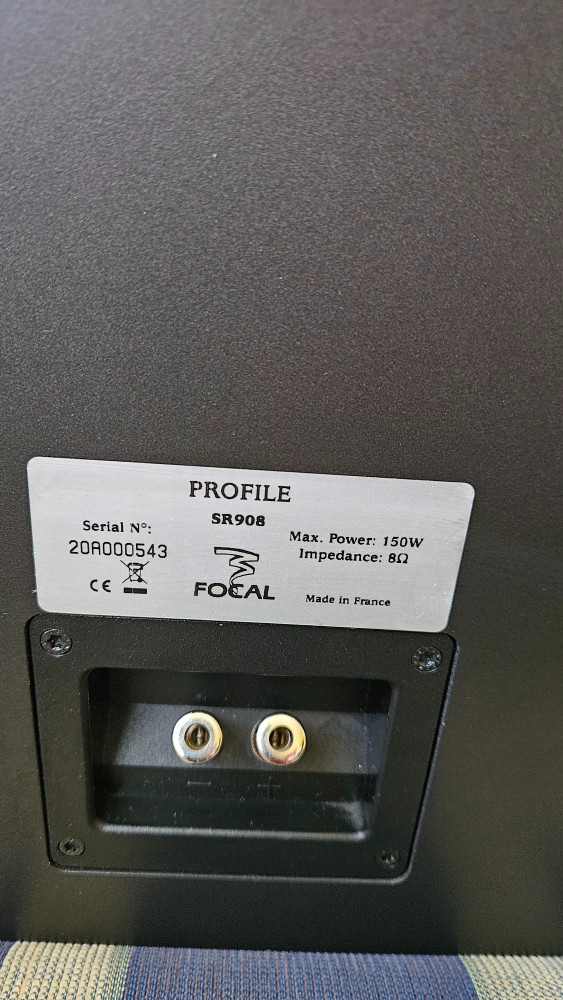 PROFILE
SR908
Serial N°:
20A000543
CE
Max. Power: 150W
Impedance: 8Ω
FOCAL
Made in France
- +